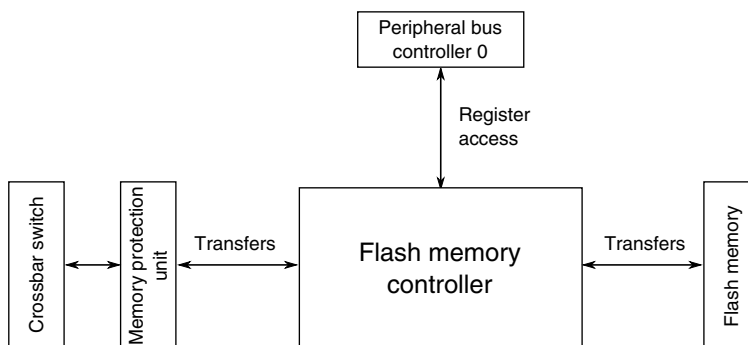 Peripheral bus
controller 0
Register
access
Crossbar switch
Memory protection
unit
Transfers
Flash memory
controller
Transfers
Flash memory